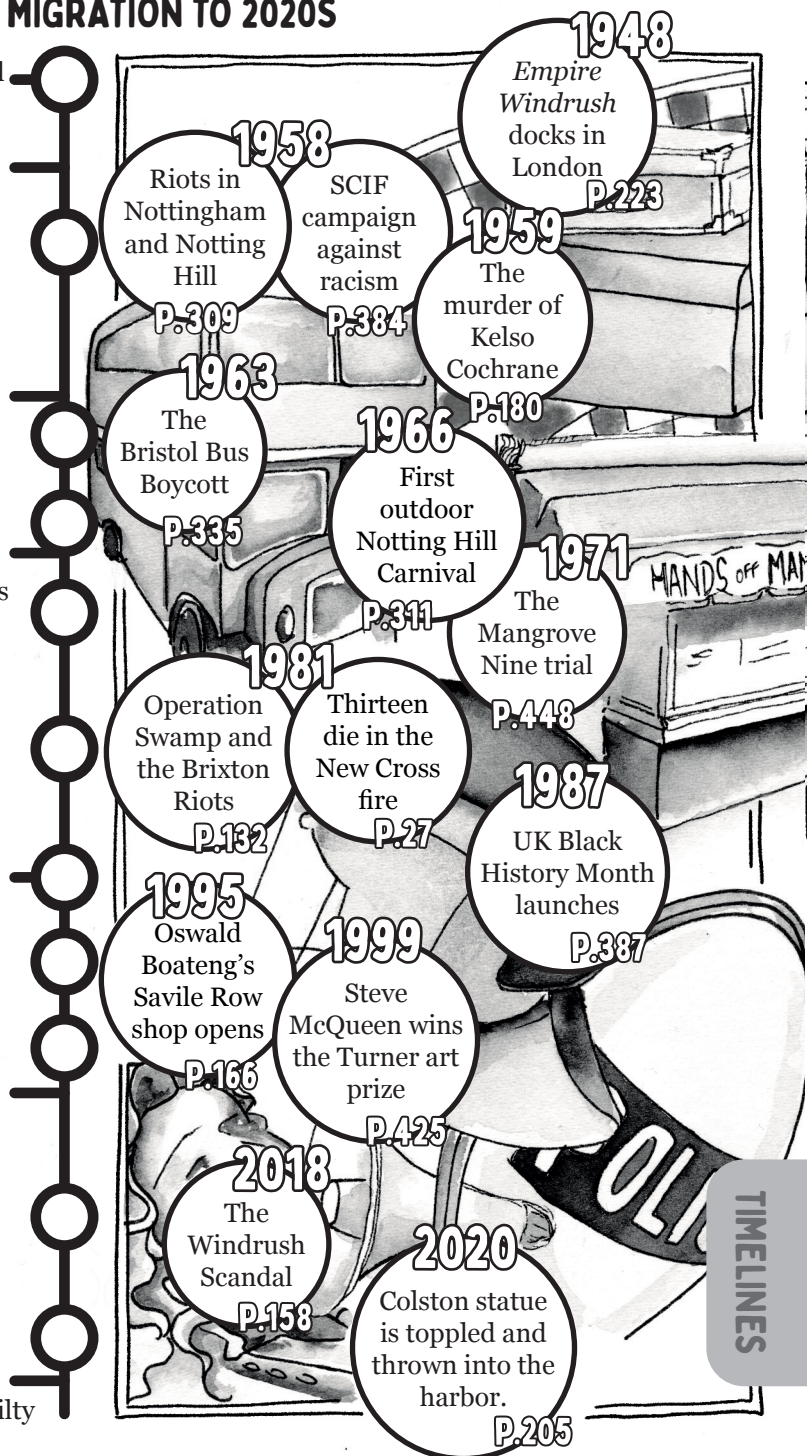 MIGRATION TO 2020S
1948
Empire
Windrush
docks in
London
P.223
1958
Riots in
Nottingham
and Notting
Hill
P.309
SCIF
campaign
against
racism
P.384
1959
The
murder of
Kelso
Cochrane
P.180
1963
The
Bristol Bus
Boycott
P.335
1966
First
outdoor
Notting Hill
Carnival
P.311
1971
The
Mangrove
Nine trial
P.448
HANDS OFF MAN
1981
Operation
Swamp and
the Brixton
Riots
P.132
Thirteen
die in the
New Cross
fire
P.27
1987
UK Black
History Month
launches
P.387
1995
Oswald
Boateng's
Savile Row
shop opens
P.166
1999
Steve
McQueen wins
the Turner art
prize
P.425
POLI
2018
The
Windrush
Scandal
P.158
2020
Colston statue
is toppled and
thrown into the
harbor.
P.205
TIMELINES
s
ilty